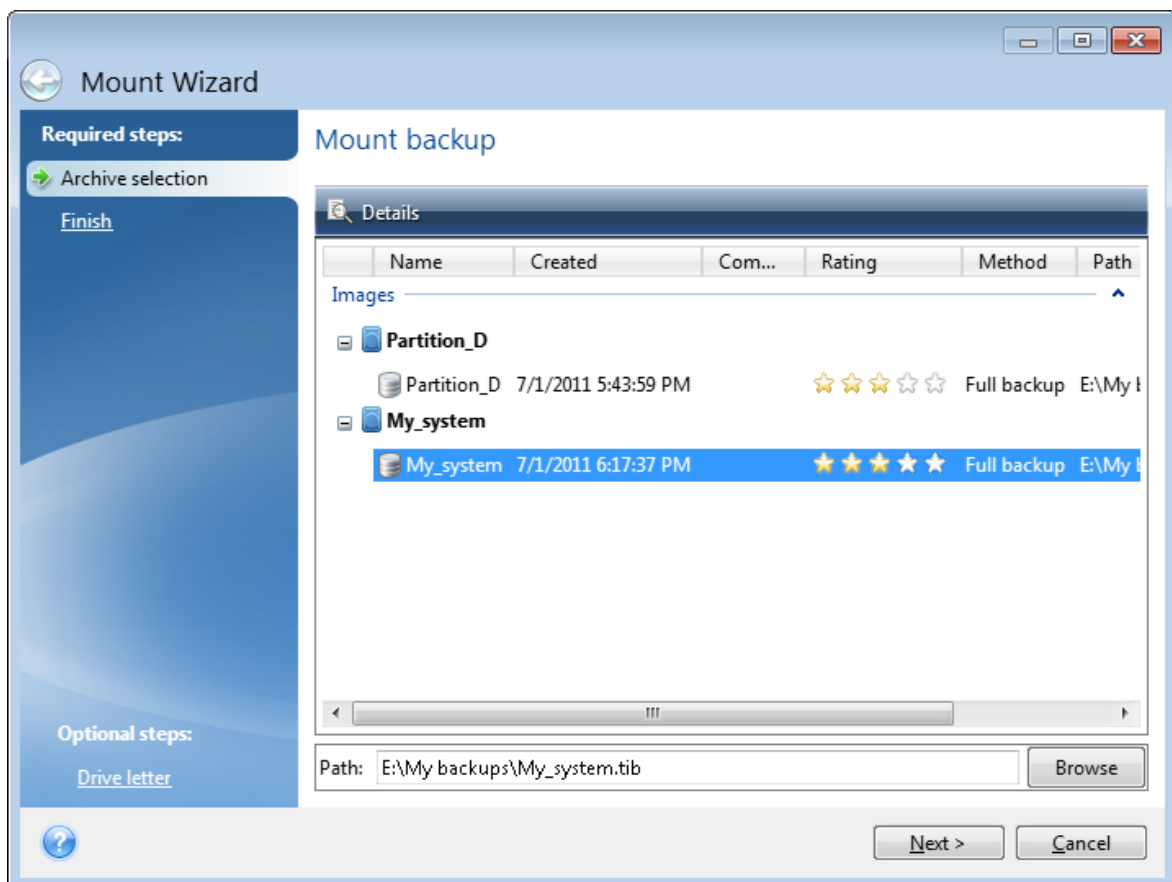 Mount Wizard
Required steps:
Archive selection
Finish
Optional steps:
Drive letter
Mount backup
Details
Name Created Com... Rating Method Path
Images
Partition_D
Partition_D 7/1/2011 5:43:59 PM Full backup E:\My
My_system
My_system 7/1/2011 6:17:37 PM Full backup E:\My
Path: E:\My backups\My_system.tib Browse
Next > Cancel